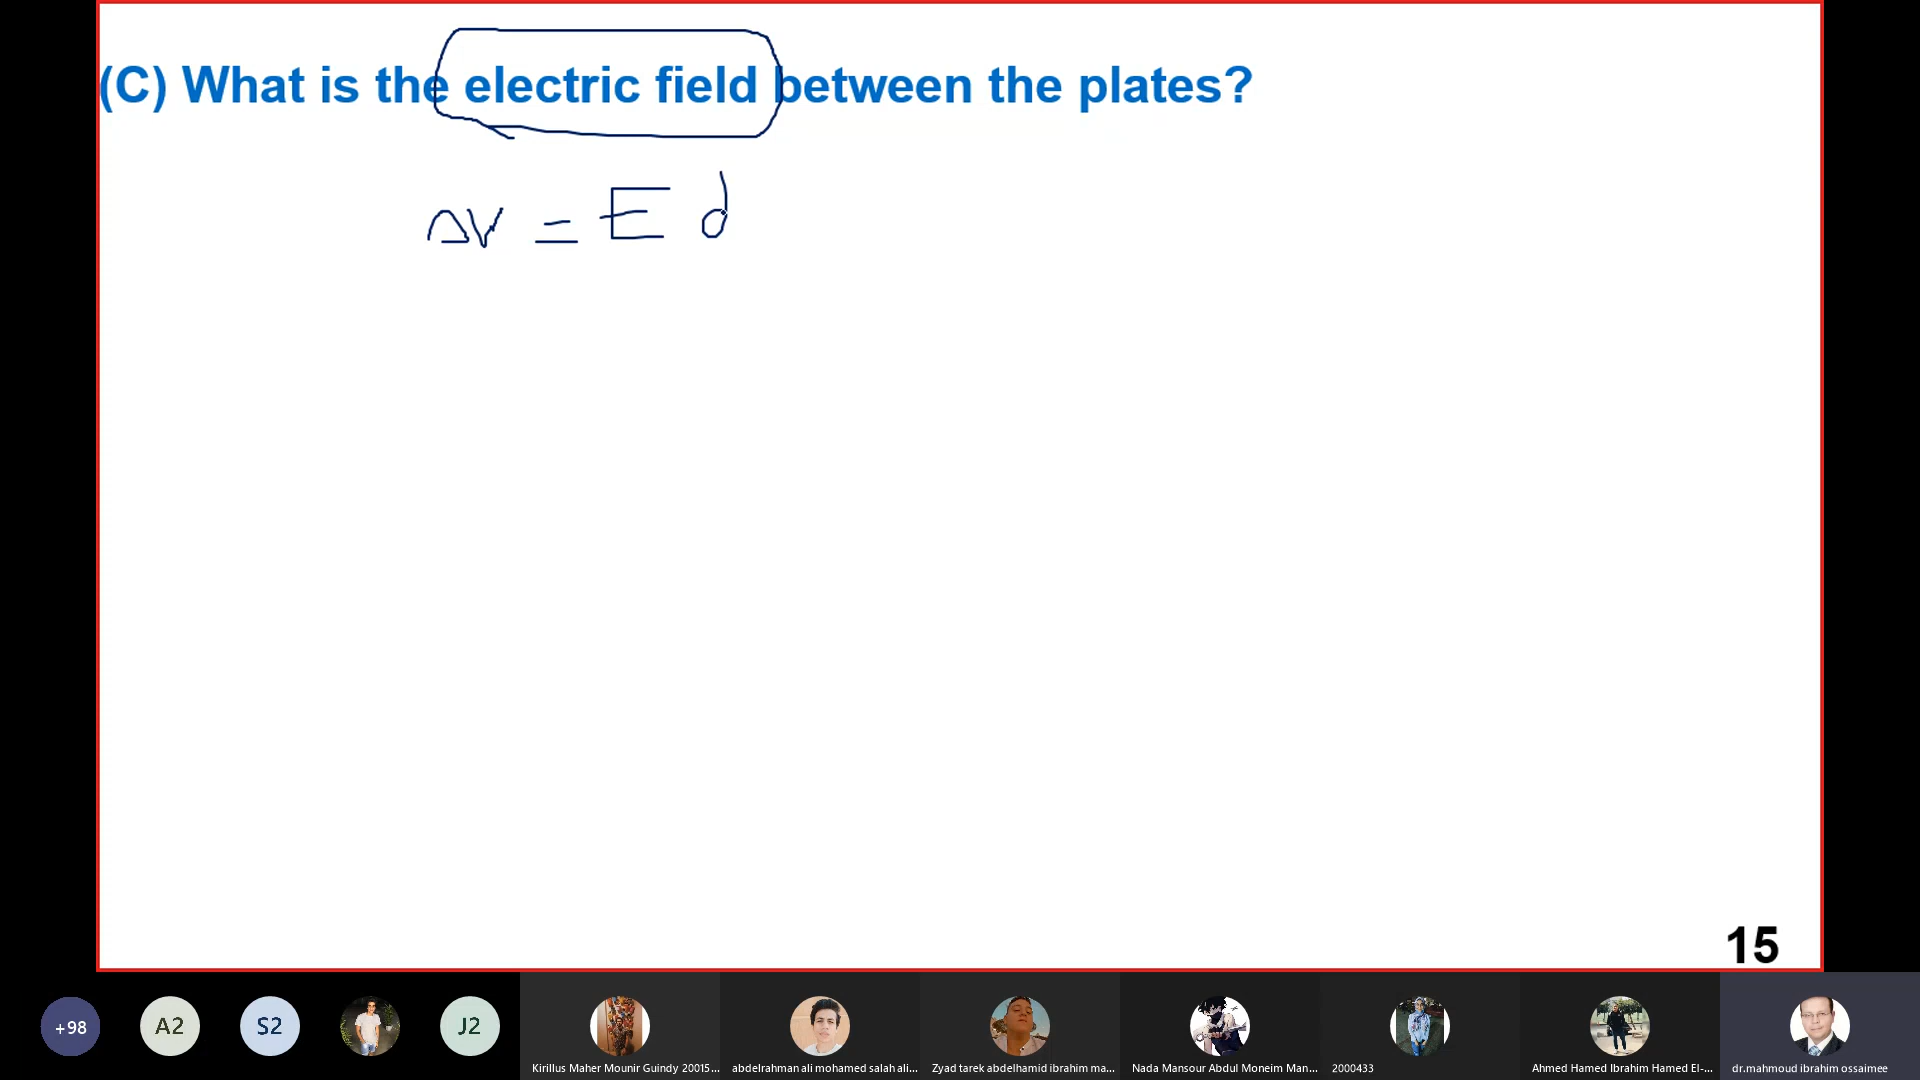 (C) What is the electric field between the plates?
ΔV = E d
15
+98
A2
S2
J2
Kirillus Maher Mounir Guindy 20015...
abdelrahman ali mohamed salah ali...
Zyad tarek abdelhamid ibrahim ma...
Nada Mansour Abdul Moneim Man...
2000433
Ahmed Hamed Ibrahim Hamed El-...
dr.mahmoud ibrahim ossaimee